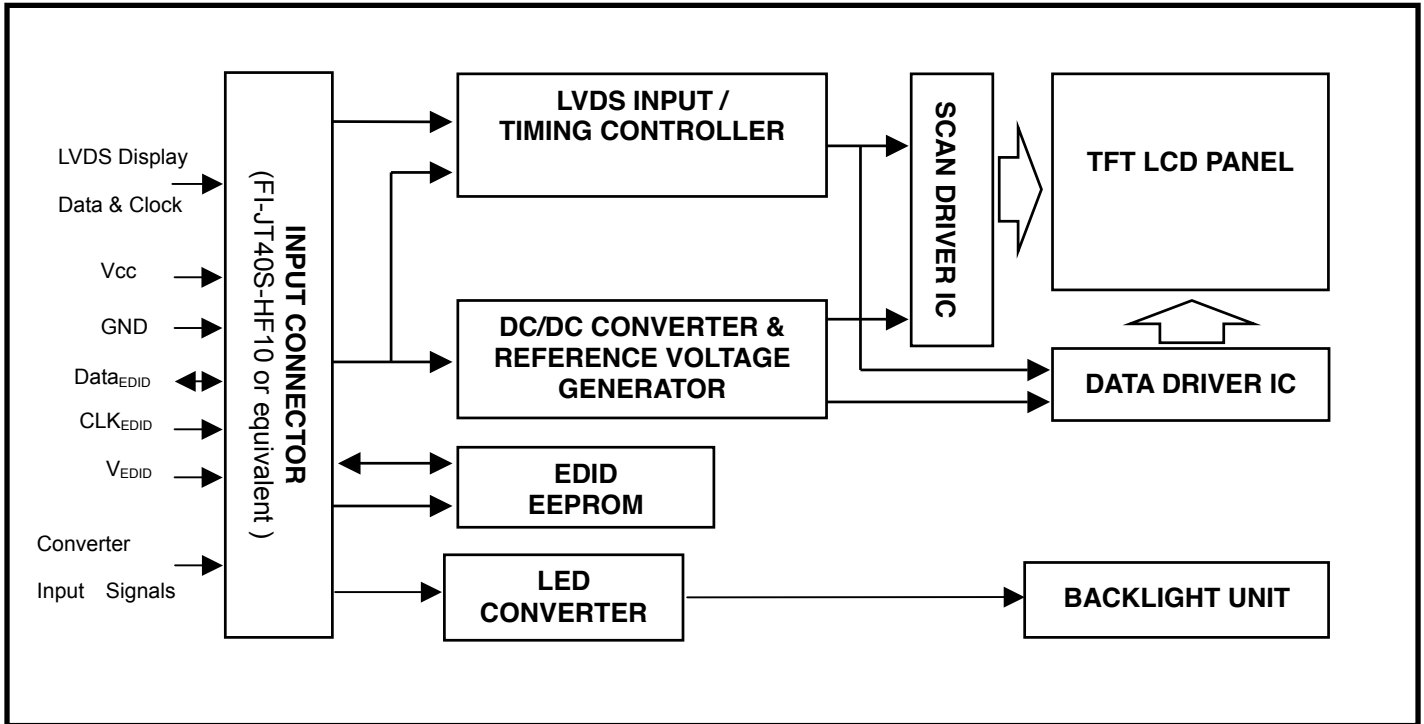 LVDS Display
Data & Clock
Vcc
GND
DataEDID
CLKEDID
VEDID
Converter
Input Signals
INPUT CONNECTOR
(FI-JT40S-HF10 or equivalent )
LVDS INPUT /
TIMING CONTROLLER
DC/DC CONVERTER &
REFERENCE VOLTAGE
GENERATOR
EDID
EEPROM
LED
CONVERTER
SCAN DRIVER IC
TFT LCD PANEL
DATA DRIVER IC
BACKLIGHT UNIT